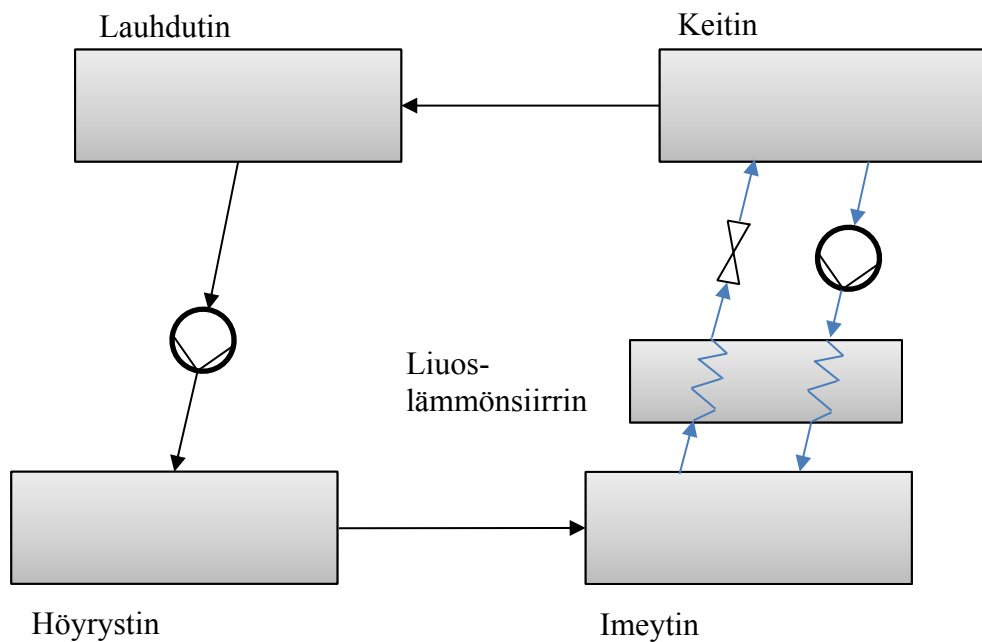 Lauhdutin
Keitin
Liuos-
lämmönsiirrin
Höyrystin
Imeytin